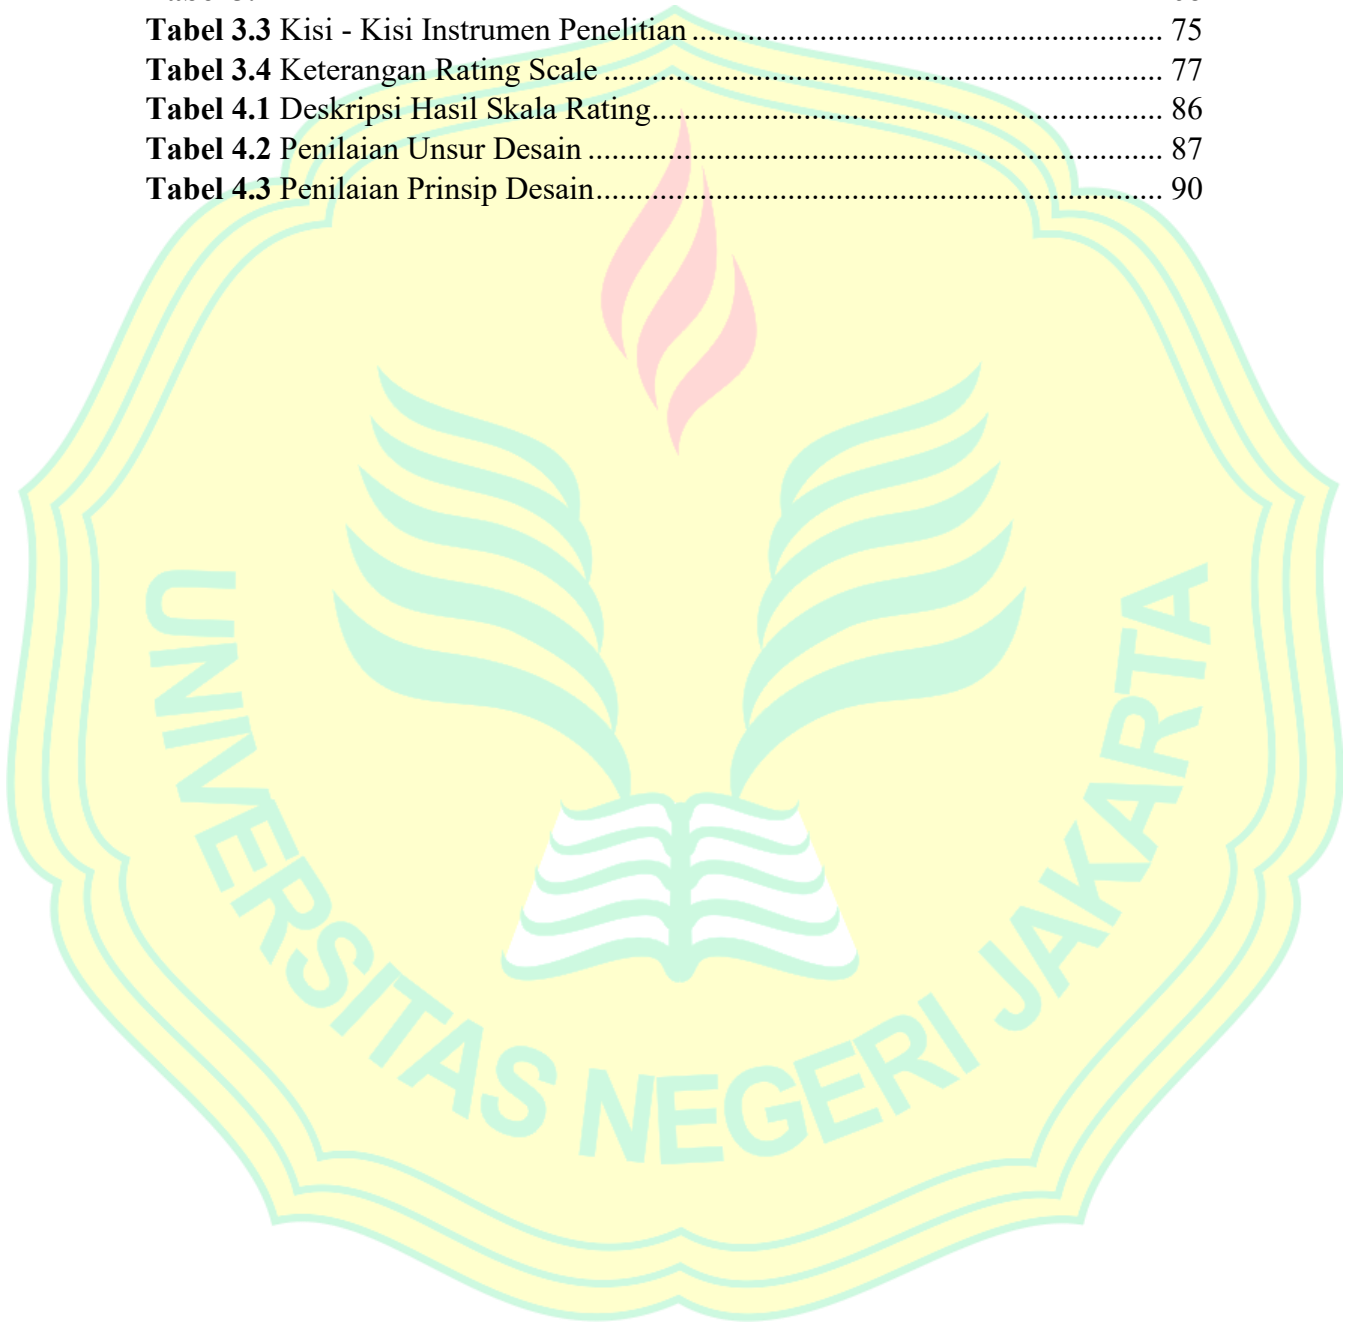 Tabel 3.3 Kisi - Kisi Instrumen Penelitian ........................................................... 75
Tabel 3.4 Keterangan Rating Scale ...................................................................... 77
Tabel 4.1 Deskripsi Hasil Skala Rating................................................................ 86
Tabel 4.2 Penilaian Unsur Desain ........................................................................ 87
Tabel 4.3 Penilaian Prinsip Desain....................................................................... 90
UNIVERSITAS NEGERI JAKARTA